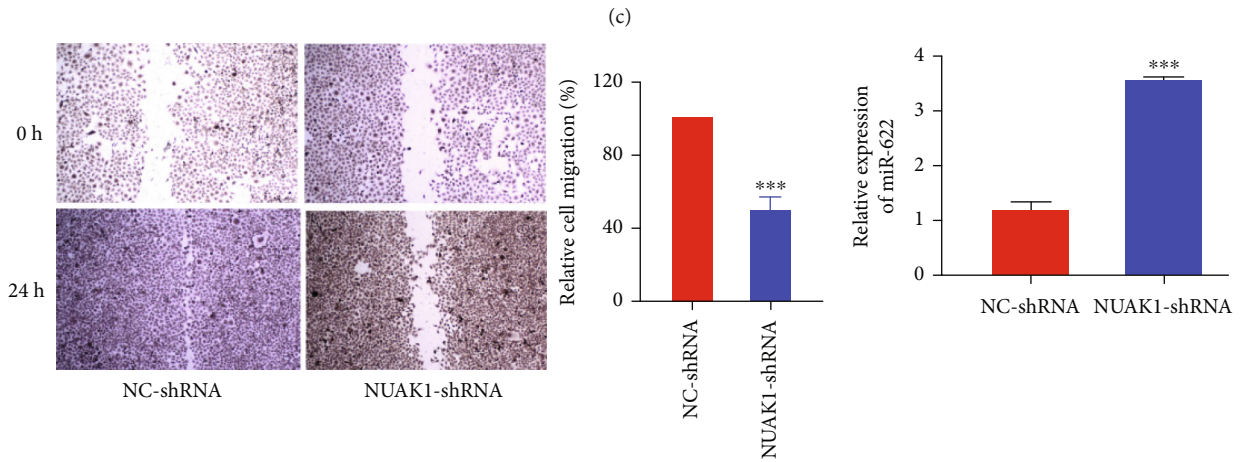 (c)
0 h
24 h
NC-shRNA
NUAK1-shRNA
Relative cell migration (%)
120
80
40
0
***
NC-shRNA
NUAK1-shRNA
Relative expression
of miR-622
4
3
2
1
0
***
NC-shRNA
NUAK1-shRNA